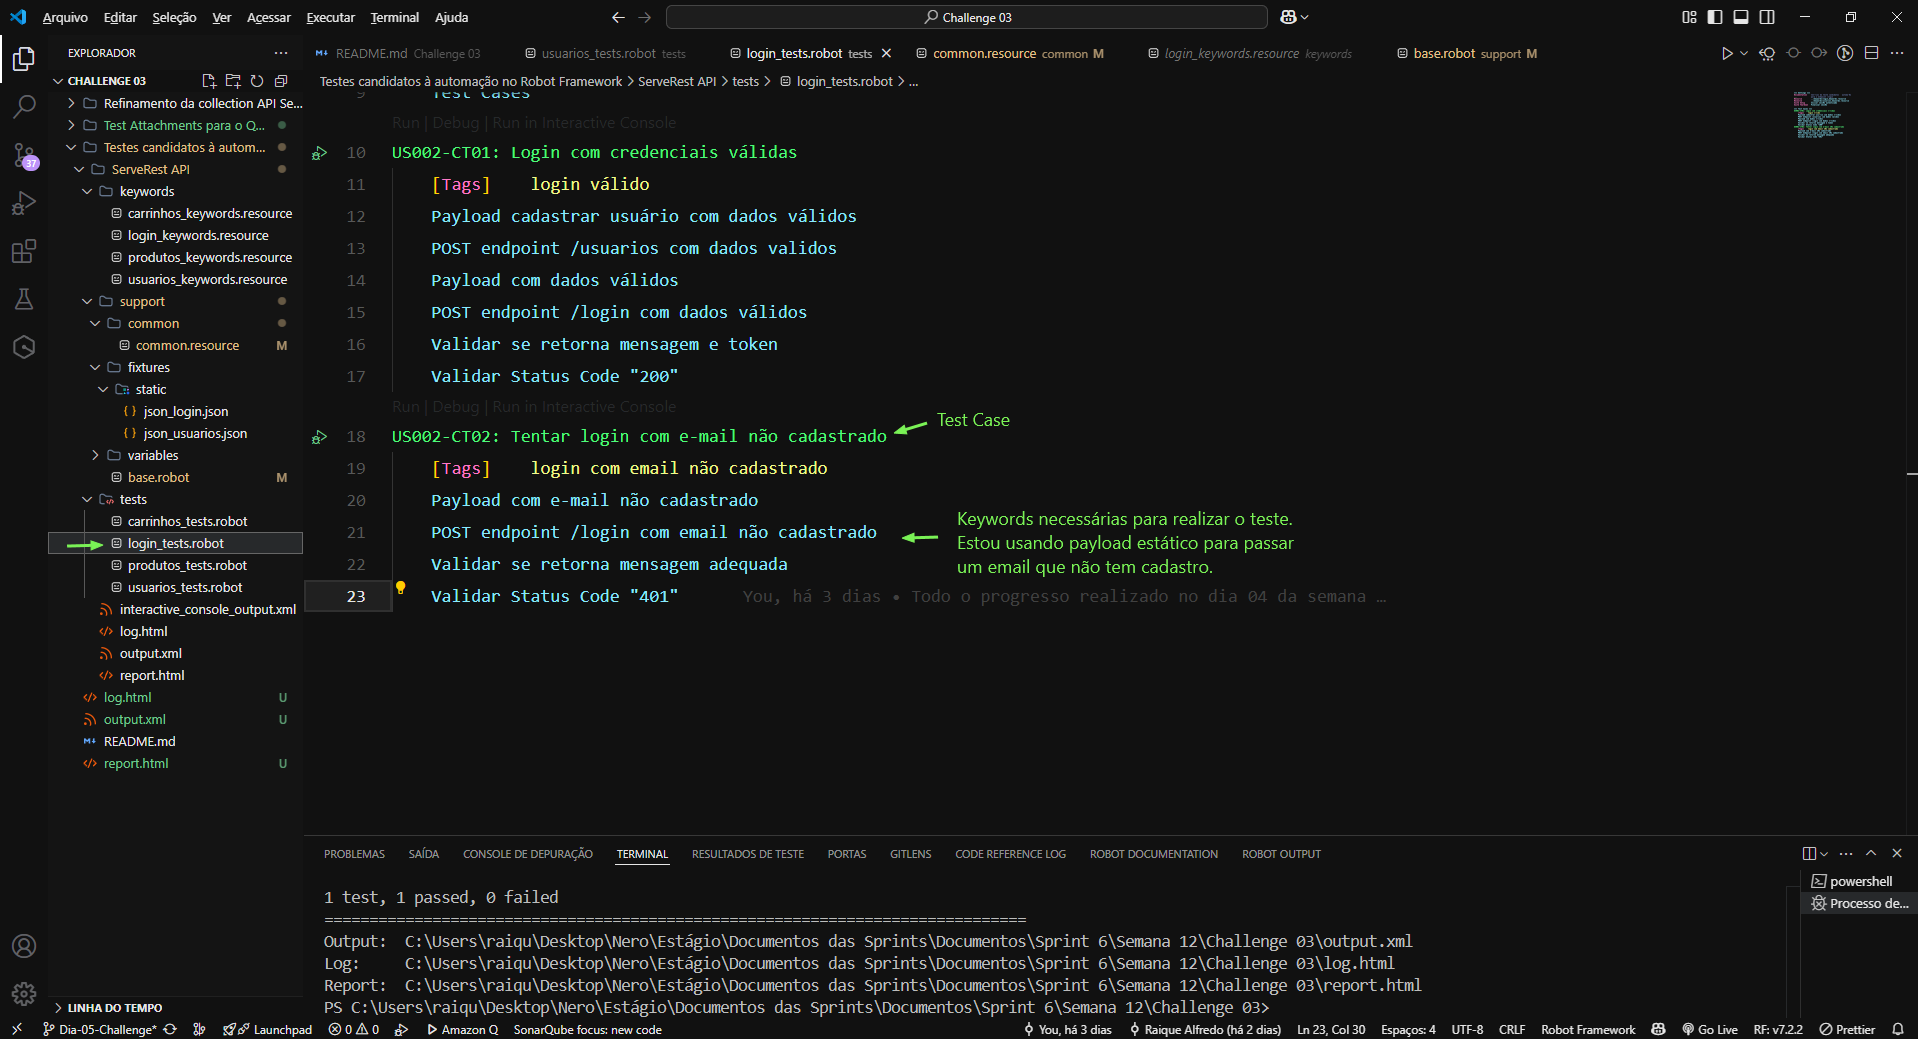 Arquivo Editar Seleção Ver Acessar Executar Terminal Ajuda
Challenge 03
EXPLORADOR
README.md Challenge 03 usuarios_tests.robot tests login_tests.robot tests common.resource common M login_keywords.resource keywords base.robot support M
Testes candidatos à automação no Robot Framework > ServeRest API > tests > login_tests.robot > ...
CHALLENGE 03
Refinamento da collection API Se...
Test Attachments para o Q...
Testes candidatos à autom...
ServeRest API
keywords
carrinhos_keywords.resource
login_keywords.resource
produtos_keywords.resource
usuarios_keywords.resource
support
common
common.resource M
fixtures
static
{ } json_login.json
{ } json_usuarios.json
variables
base.robot M
tests
carrinhos_tests.robot
login_tests.robot
produtos_tests.robot
usuarios_tests.robot
interactive_console_output.xml
log.html
output.xml
report.html
log.html U
output.xml U
README.md
report.html U
LINHA DO TEMPO
37
9 Test Cases
Run | Debug | Run in Interactive Console
10 US002-CT01: Login com credenciais válidas
11 [Tags] login válido
12 Payload cadastrar usuário com dados válidos
13 POST endpoint /usuarios com dados validos
14 Payload com dados válidos
15 POST endpoint /login com dados válidos
16 Validar se retorna mensagem e token
17 Validar Status Code "200"
Run | Debug | Run in Interactive Console
18 US002-CT02: Tentar login com e-mail não cadastrado
19 [Tags] login com email não cadastrado
20 Payload com e-mail não cadastrado
21 POST endpoint /login com email não cadastrado
22 Validar se retorna mensagem adequada
23 Validar Status Code "401" You, há 3 dias • Todo o progresso realizado no dia 04 da semana …
Test Case
Keywords necessárias para realizar o teste.
Estou usando payload estático para passar
um email que não tem cadastro.
PROBLEMAS SAÍDA CONSOLE DE DEPURAÇÃO TERMINAL RESULTADOS DE TESTE PORTAS GITLENS CODE REFERENCE LOG ROBOT DOCUMENTATION ROBOT OUTPUT
1 test, 1 passed, 0 failed
==============================================================================
Output: C:\Users\raiqu\Desktop\Nero\Estágio\Documentos das Sprints\Documentos\Sprint 6\Semana 12\Challenge 03\output.xml
Log: C:\Users\raiqu\Desktop\Nero\Estágio\Documentos das Sprints\Documentos\Sprint 6\Semana 12\Challenge 03\log.html
Report: C:\Users\raiqu\Desktop\Nero\Estágio\Documentos das Sprints\Documentos\Sprint 6\Semana 12\Challenge 03\report.html
PS C:\Users\raiqu\Desktop\Nero\Estágio\Documentos das Sprints\Documentos\Sprint 6\Semana 12\Challenge 03>
powershell
Processo de...
Dia-05-Challenge* Launchpad 0 0 Amazon Q SonarQube focus: new code You, há 3 dias Raique Alfredo (há 2 dias) Ln 23, Col 30 Espaços: 4 UTF-8 CRLF Robot Framework Go Live RF: v7.2.2 Prettier